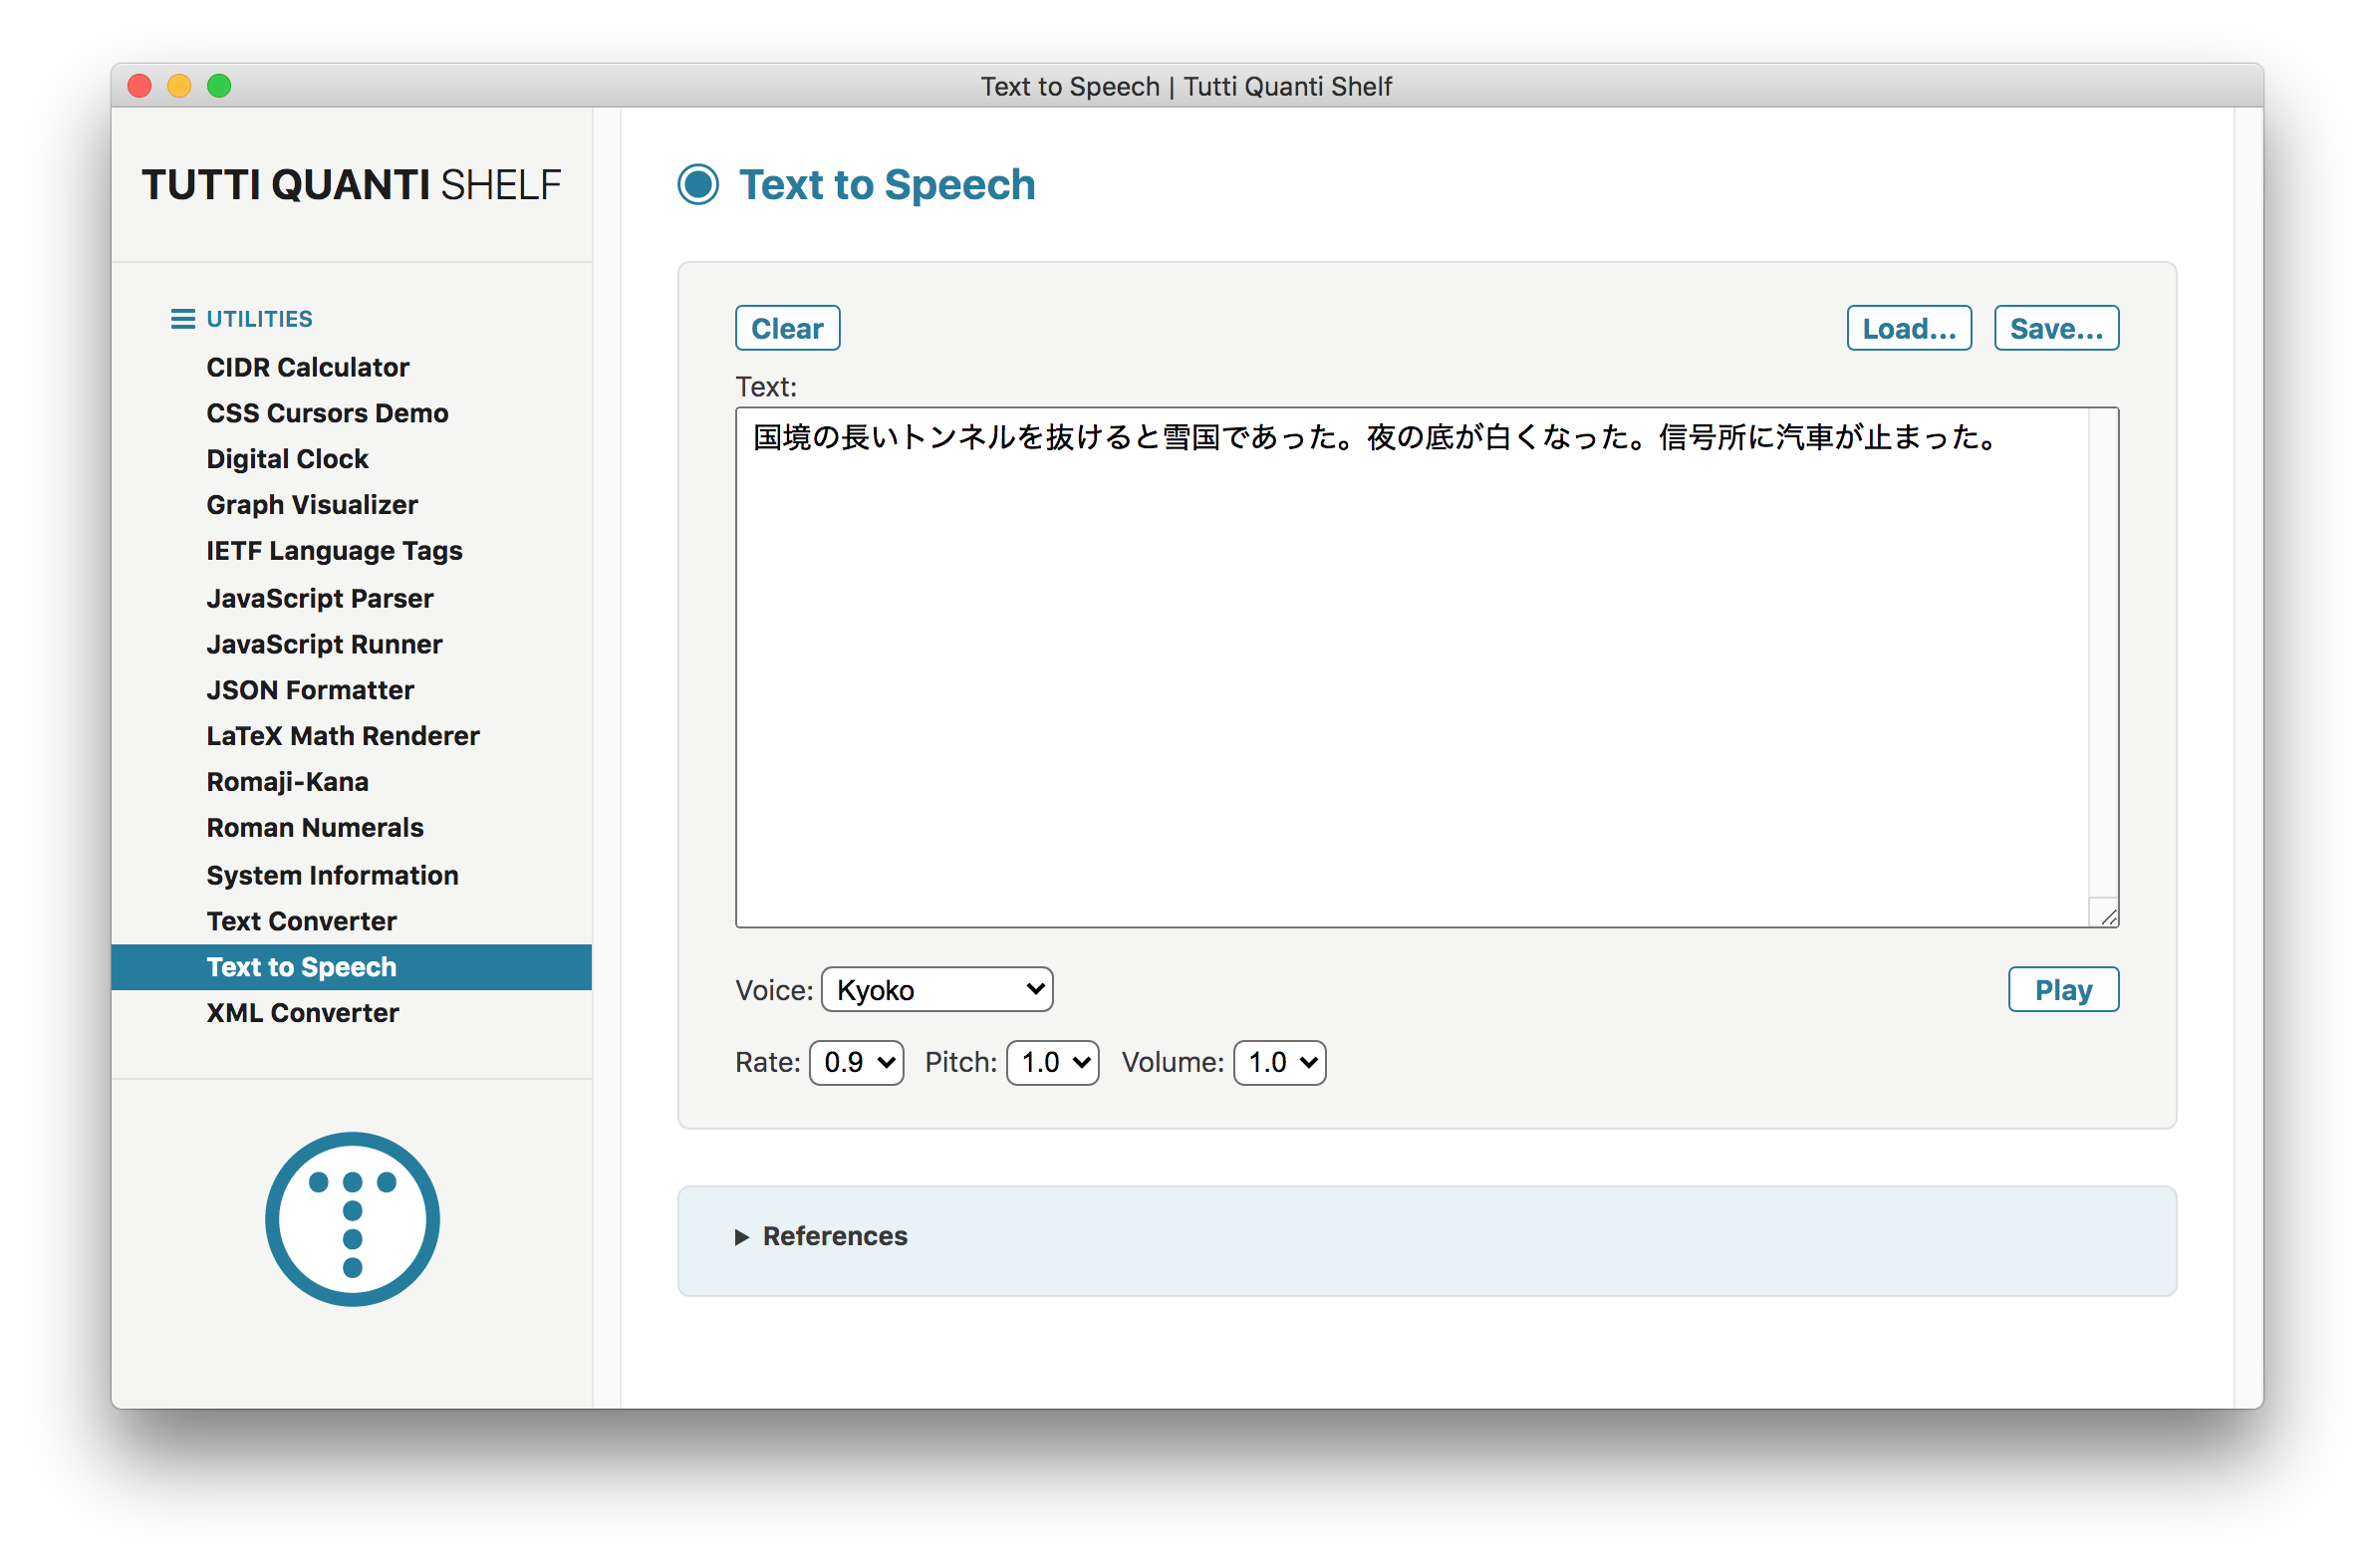 Text to Speech | Tutti Quanti Shelf
TUTTI QUANTI SHELF
UTILITIES
CIDR Calculator
CSS Cursors Demo
Digital Clock
Graph Visualizer
IETF Language Tags
JavaScript Parser
JavaScript Runner
JSON Formatter
LaTeX Math Renderer
Romaji-Kana
Roman Numerals
System Information
Text Converter
Text to Speech
XML Converter
Text to Speech
Clear Load... Save...
Text:
国境の長いトンネルを抜けると雪国であった。夜の底が白くなった。信号所に汽車が止まった。
Voice: Kyoko Play
Rate: 0.9 Pitch: 1.0 Volume: 1.0
References